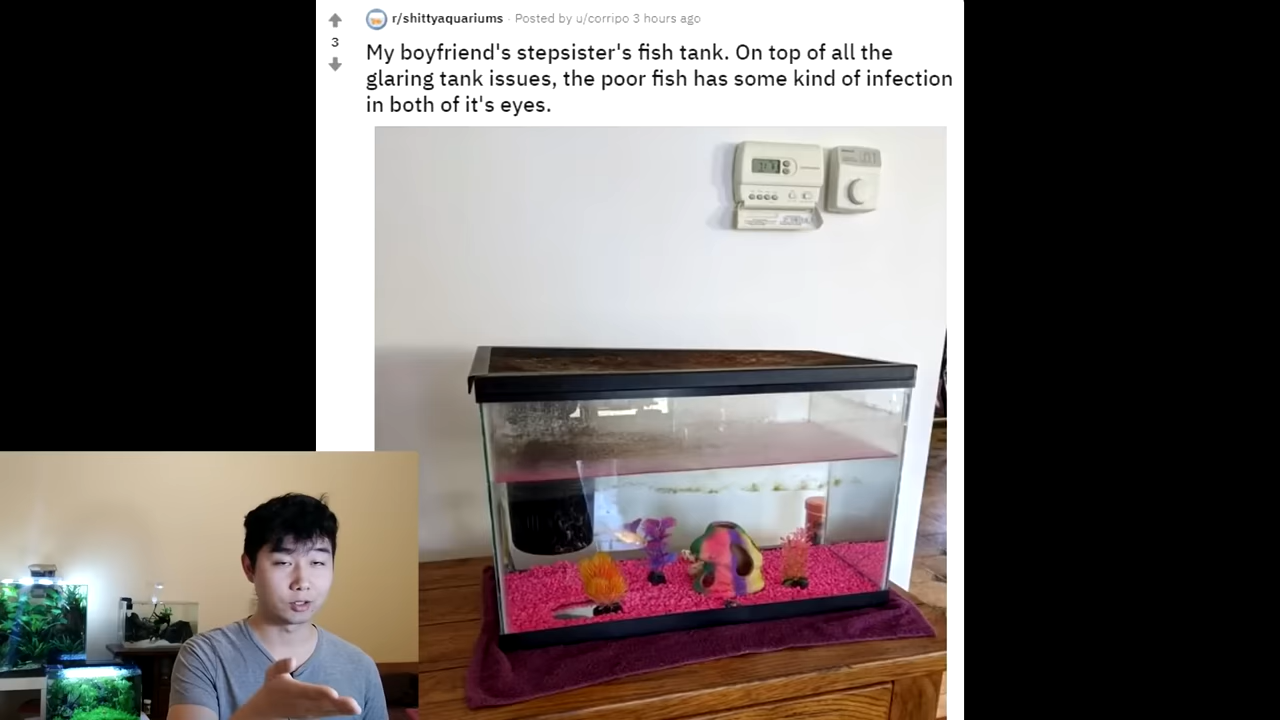 r/shittyaquariums · Posted by u/corripo 3 hours ago
3
My boyfriend's stepsister's fish tank. On top of all the
glaring tank issues, the poor fish has some kind of infection
in both of it's eyes.